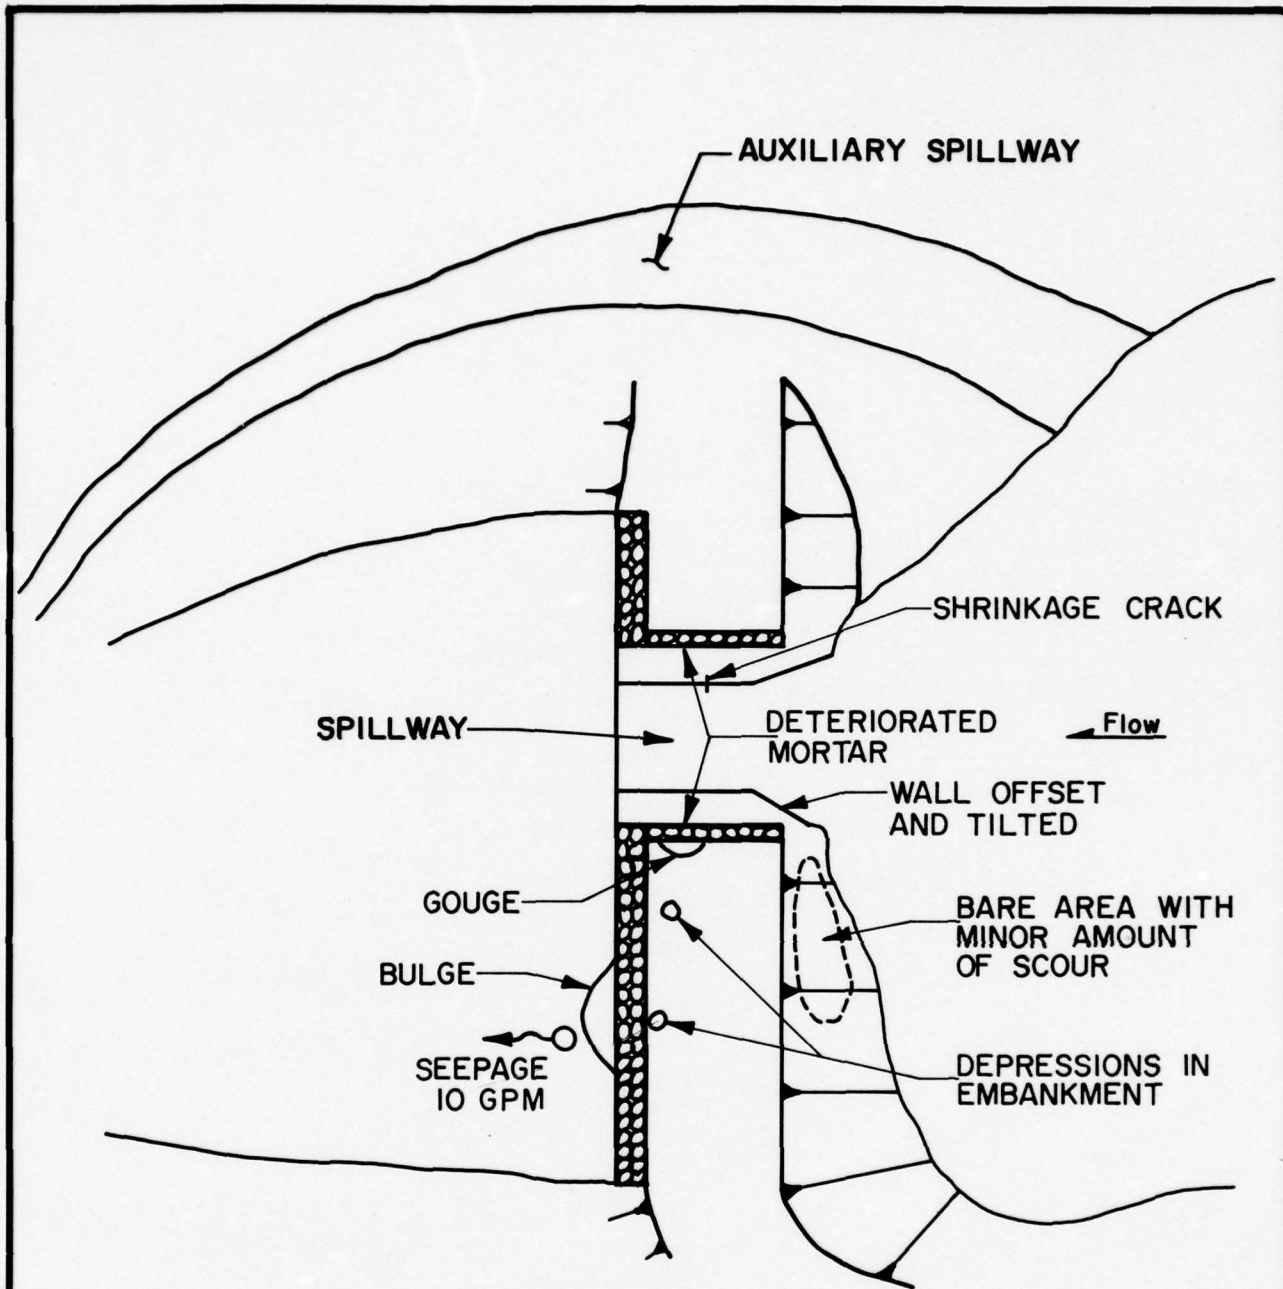 AUXILIARY SPILLWAY
SHRINKAGE CRACK
SPILLWAY
DETERIORATED
MORTAR
Flow
WALL OFFSET
AND TILTED
GOUGE
BARE AREA WITH
MINOR AMOUNT
OF SCOUR
BULGE
SEEPAGE
10 GPM
DEPRESSIONS IN
EMBANKMENT